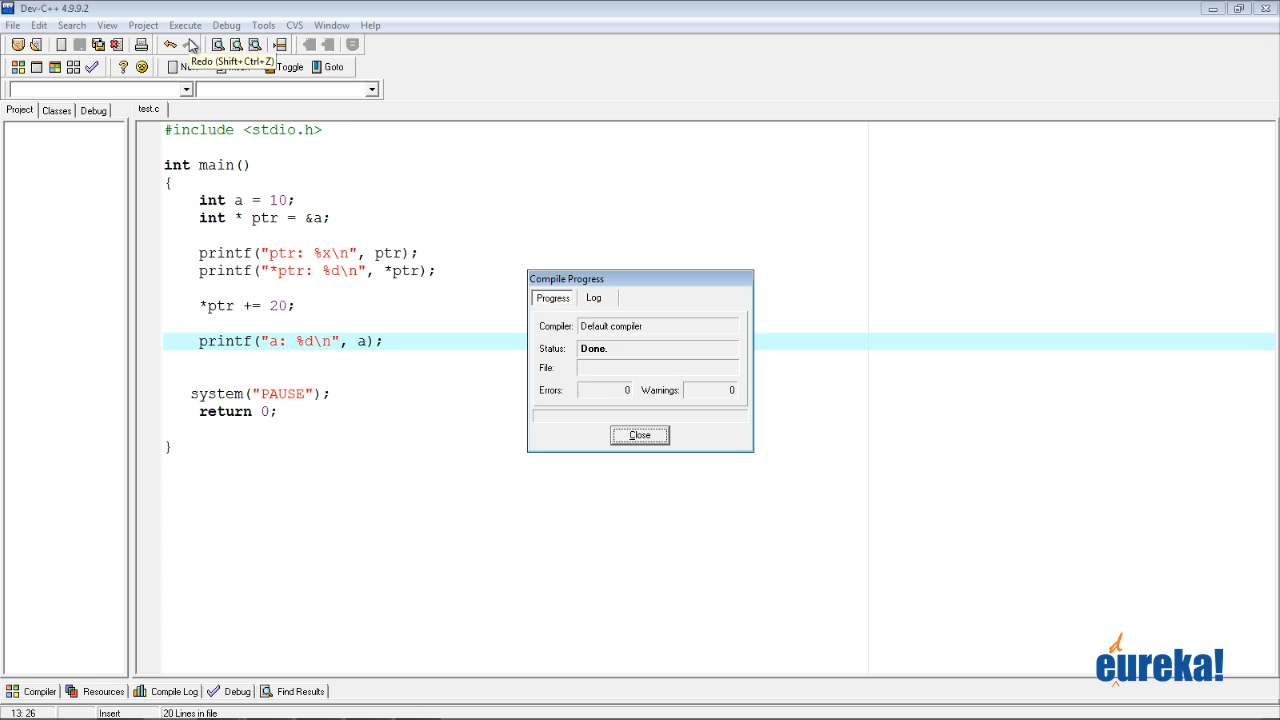 Dev-C++ 4.9.9.2
File Edit Search View Project Execute Debug Tools CVS Window Help
Redo (Shift+Ctrl+Z)
Toggle Goto
Project Classes Debug test.c
#include <stdio.h>
int main()
{
int a = 10;
int * ptr = &a;
printf("ptr: %x\n", ptr);
printf("*ptr: %d\n", *ptr);
*ptr += 20;
printf("a: %d\n", a);
system("PAUSE");
return 0;
}
Compile Progress
Progress Log
Compiler: Default compiler
Status: Done.
File:
Errors: 0 Warnings: 0
Close
eureka!
d
Compiler Resources Compile Log Debug Find Results
13: 26 Insert 20 Lines in file